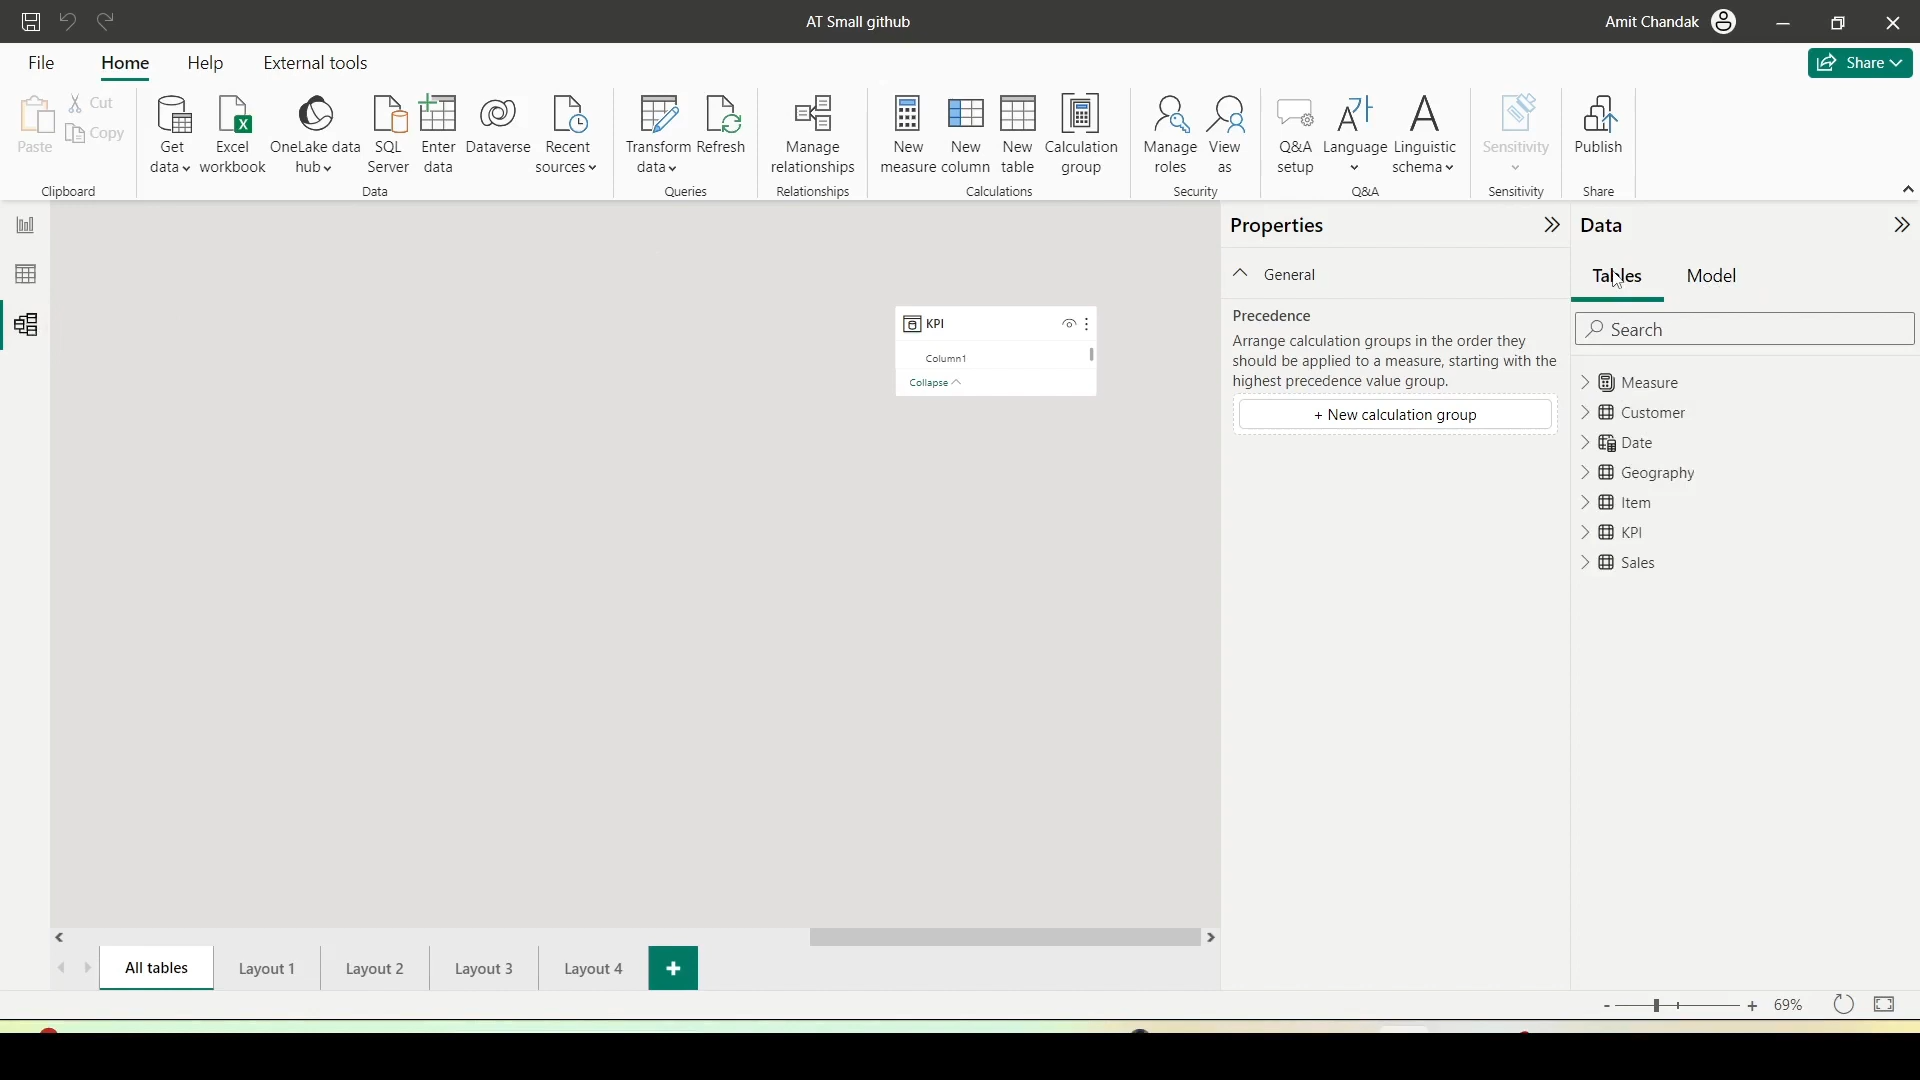 AT Small github
Amit Chandak
File Home Help External tools
Share
Paste
Cut
Copy
Get data
Excel workbook
OneLake data hub
SQL Server
Enter data
Dataverse
Recent sources
Transform data
Refresh
Manage relationships
New measure
New column
New table
Calculation group
Manage roles
View as
Q&A setup
Language
Linguistic schema
Sensitivity
Publish
Clipboard
Data
Queries
Relationships
Calculations
Security
Q&A
Sensitivity
Share
KPI
Column1
Collapse
Properties
General
Precedence
Arrange calculation groups in the order they
should be applied to a measure, starting with the
highest precedence value group.
+ New calculation group
Data
Tables Model
Search
Measure
Customer
Date
Geography
Item
KPI
Sales
All tables
Layout 1
Layout 2
Layout 3
Layout 4
+
- + 69%